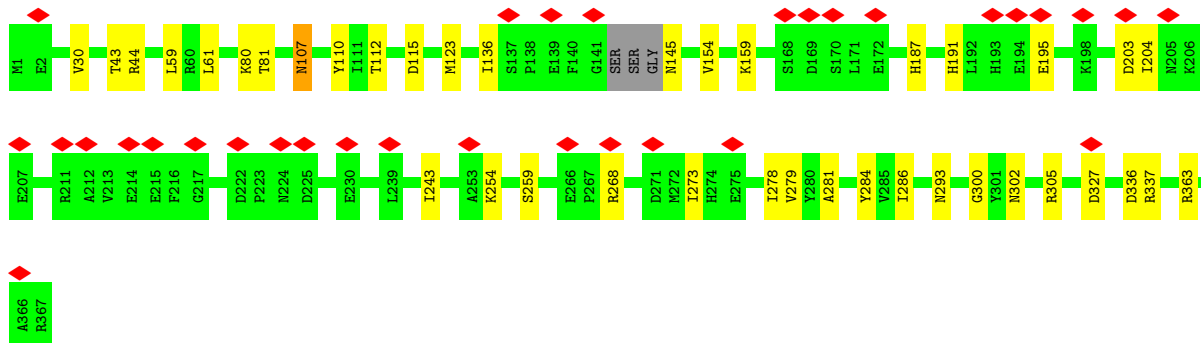 M1 E2 V30 T43 R44 L59 R60 L61 K80 T81 N107 Y110 I111 T112 D115 M123 I136 S137 P138 E139 F140 G141 SER SER GLY N145 V154 K159 S168 D169 S170 L171 E172 H187 H191 L192 H193 E194 E195 K198 D203 I204 N205 K206
E207 R211 A212 V213 E214 E215 F216 G217 D222 P223 N224 D225 E230 L239 I243 A253 K254 S259 E266 P267 R268 D271 M272 I273 H274 E275 I278 V279 Y280 A281 Y284 V285 I286 N293 G300 Y301 N302 R305 D327 D336 R337 R363
A366 R367